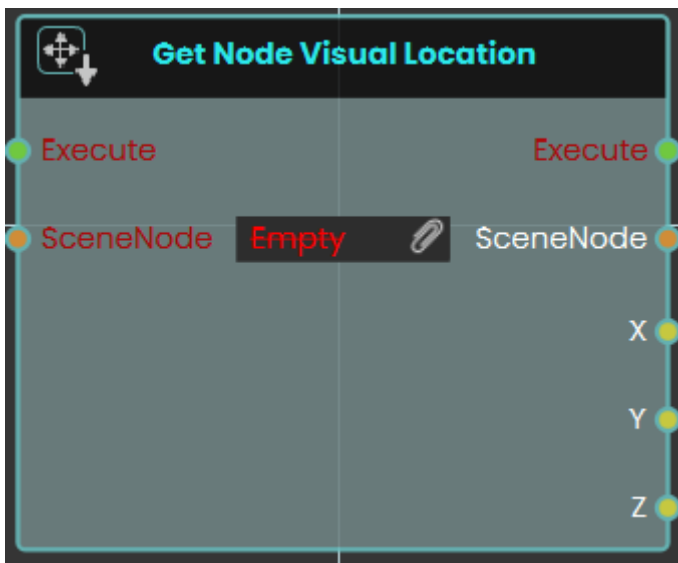 Get Node Visual Location
Execute Execute
SceneNode Empty SceneNode
X
Y
Z